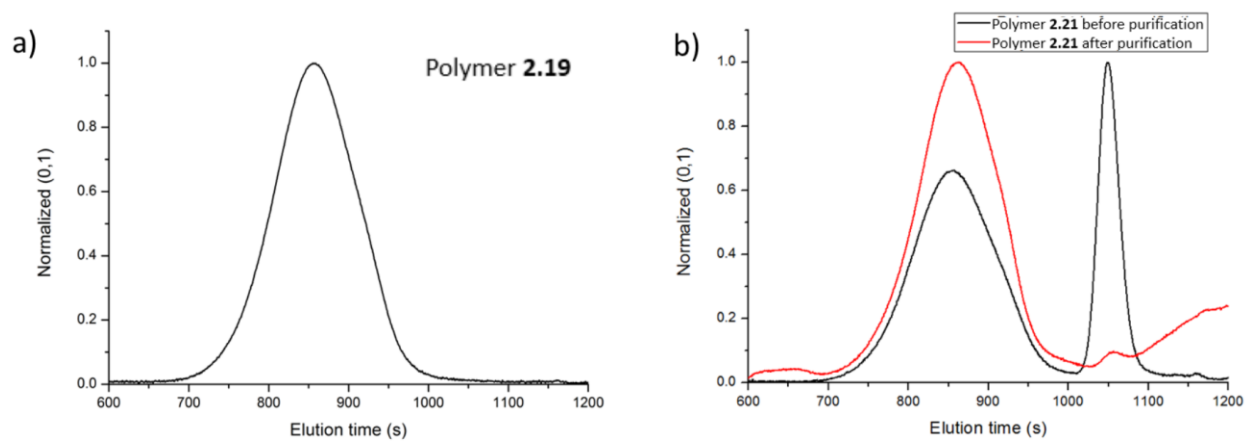 a)
Polymer 2.19
1.0
0.8
0.6
0.4
0.2
0.0
Normalized (0,1)
600 700 800 900 1000 1100 1200
Elution time (s)
b)
Polymer 2.21 before purification
Polymer 2.21 after purification
1.0
0.8
0.6
0.4
0.2
0.0
Normalized (0,1)
600 700 800 900 1000 1100 1200
Elution time (s)